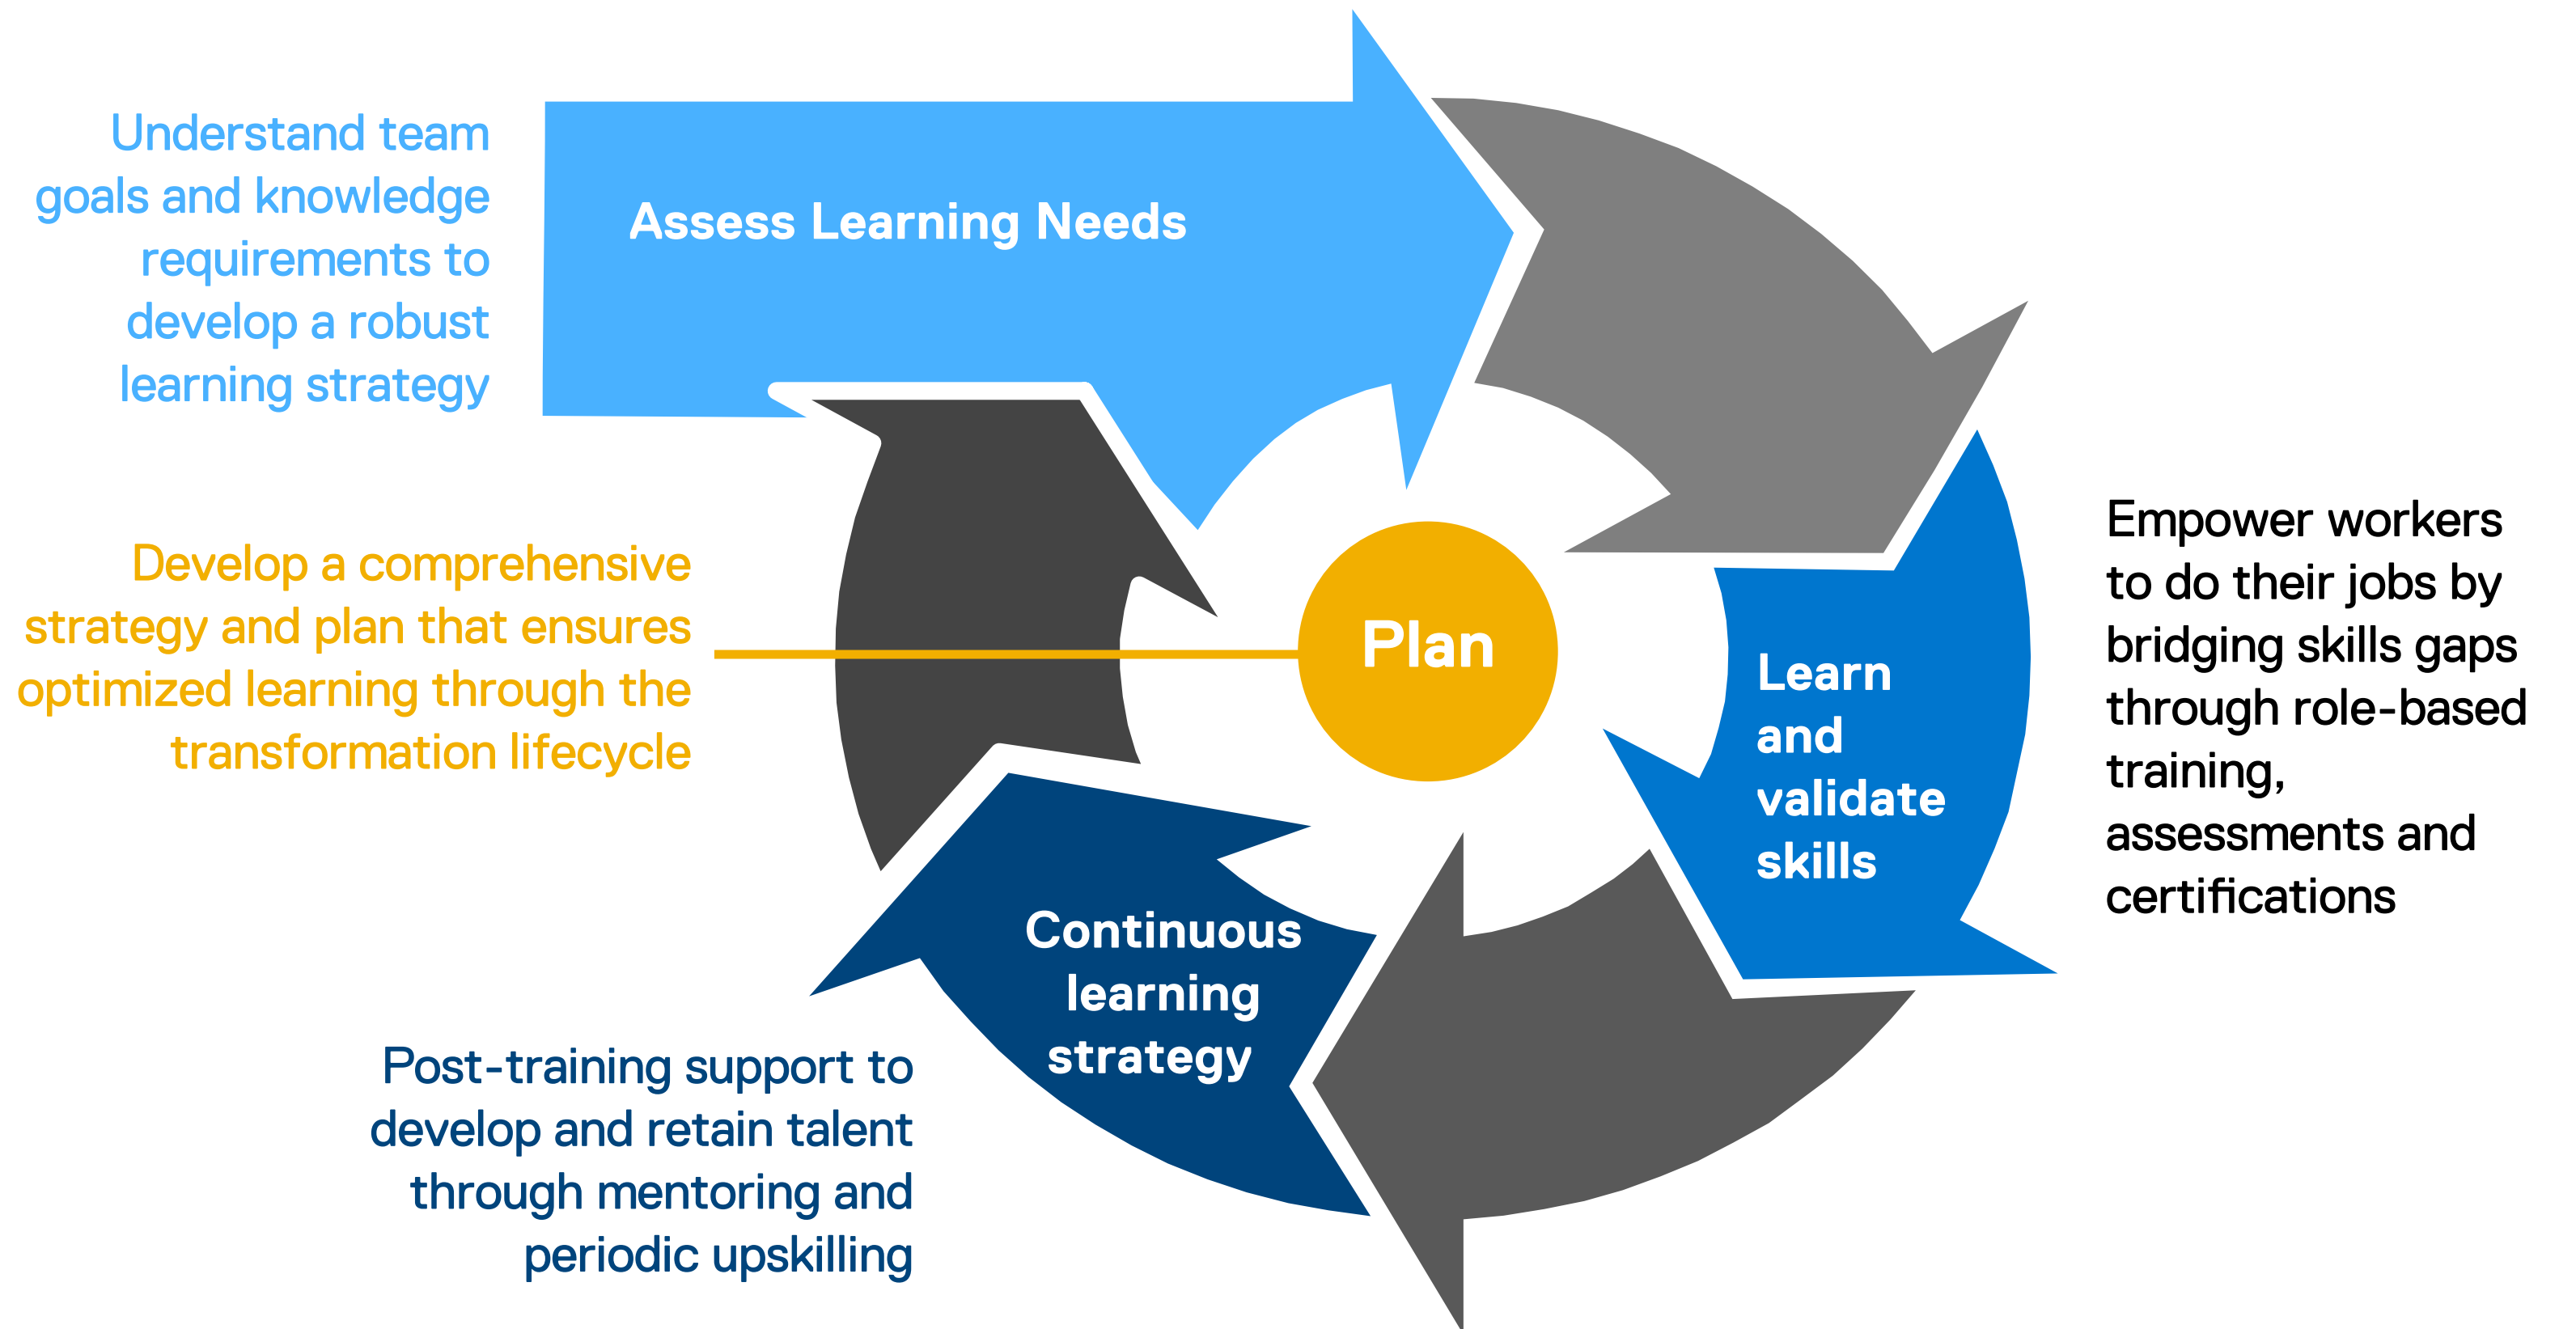 Understand team
goals and knowledge
requirements to
develop a robust
learning strategy
Assess Learning Needs
Develop a comprehensive
strategy and plan that ensures
optimized learning through the
transformation lifecycle
Plan
Learn
and
validate
skills
Empower workers
to do their jobs by
bridging skills gaps
through role-based
training,
assessments and
certifications
Continuous
learning
strategy
Post-training support to
develop and retain talent
through mentoring and
periodic upskilling